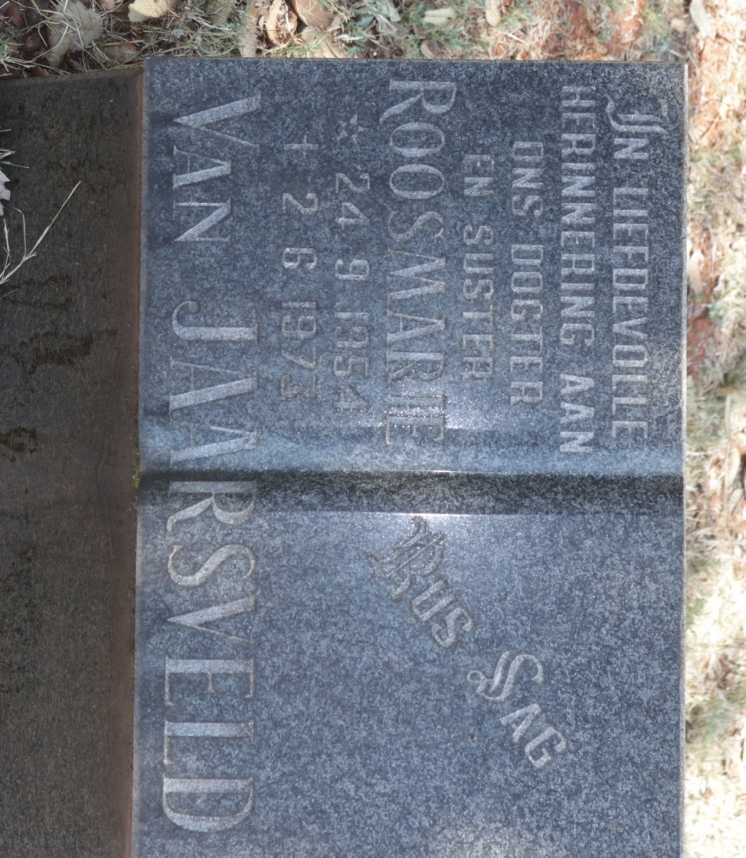 IN LIEFDEVOLLE
HERINNERING AAN
ONS DOGTER
EN SUSTER
ROOSMARIE
* 24 9 1954
+ 2 6 1973
RUS SAG
VAN JAARSVELD